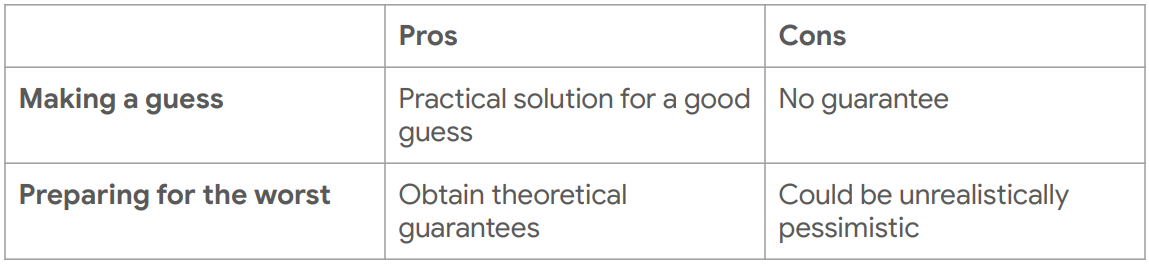 Pros
Cons
Making a guess
Practical solution for a good
guess
No guarantee
Preparing for the worst
Obtain theoretical
guarantees
Could be unrealistically
pessimistic